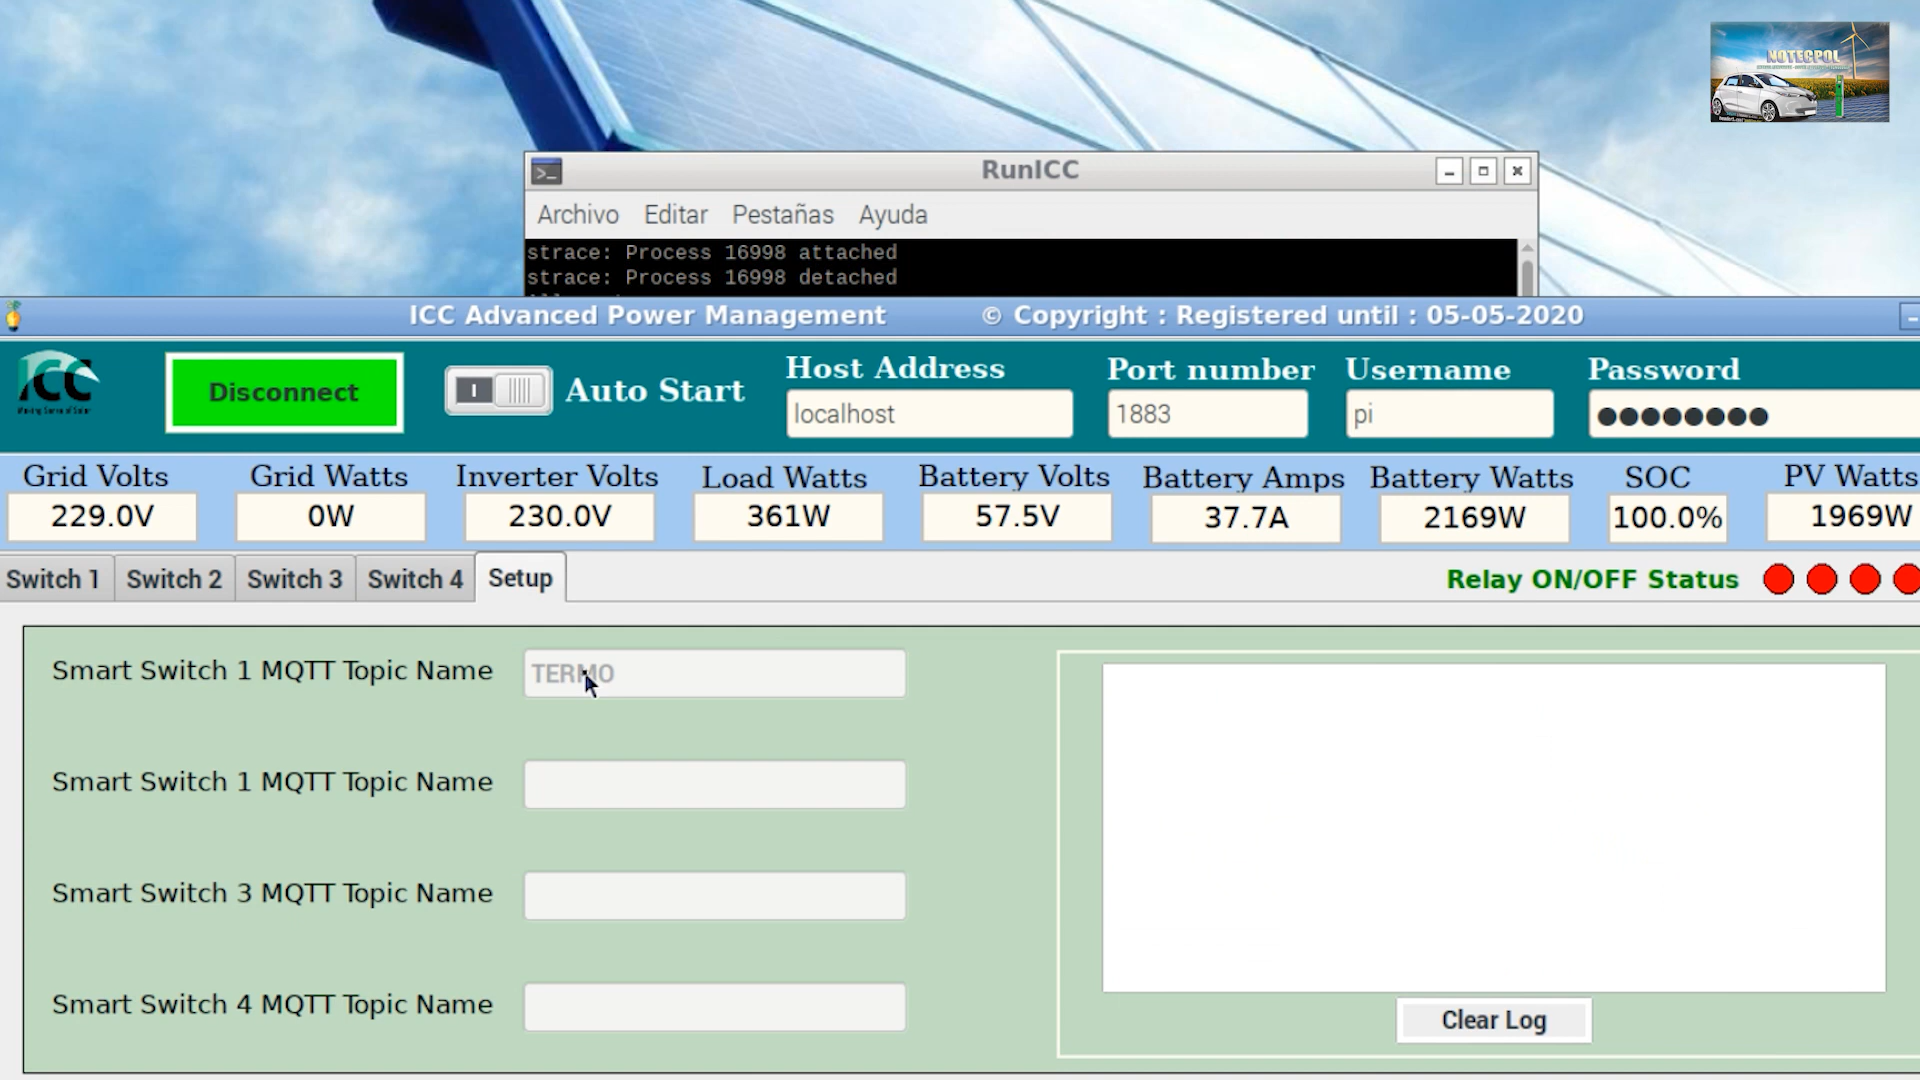 NOTECPOL
RunICC
Archivo Editar Pestañas Ayuda
strace: Process 16998 attached
strace: Process 16998 detached
ICC Advanced Power Management © Copyright : Registered until : 05-05-2020
ICC
Disconnect
Auto Start
Host Address
localhost
Port number
1883
Username
pi
Password
●●●●●●●●
Grid Volts Grid Watts Inverter Volts Load Watts Battery Volts Battery Amps Battery Watts SOC PV Watts
229.0V 0W 230.0V 361W 57.5V 37.7A 2169W 100.0% 1969W
Switch 1 Switch 2 Switch 3 Switch 4 Setup Relay ON/OFF Status
Smart Switch 1 MQTT Topic Name TERMO
Smart Switch 1 MQTT Topic Name
Smart Switch 3 MQTT Topic Name
Smart Switch 4 MQTT Topic Name
Clear Log